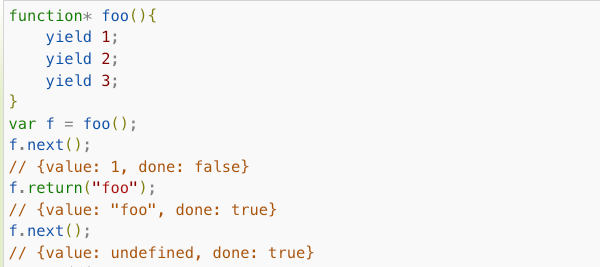 function* foo(){
    yield 1;
    yield 2;
    yield 3;
}
var f = foo();
f.next();
// {value: 1, done: false}
f.return("foo");
// {value: "foo", done: true}
f.next();
// {value: undefined, done: true}